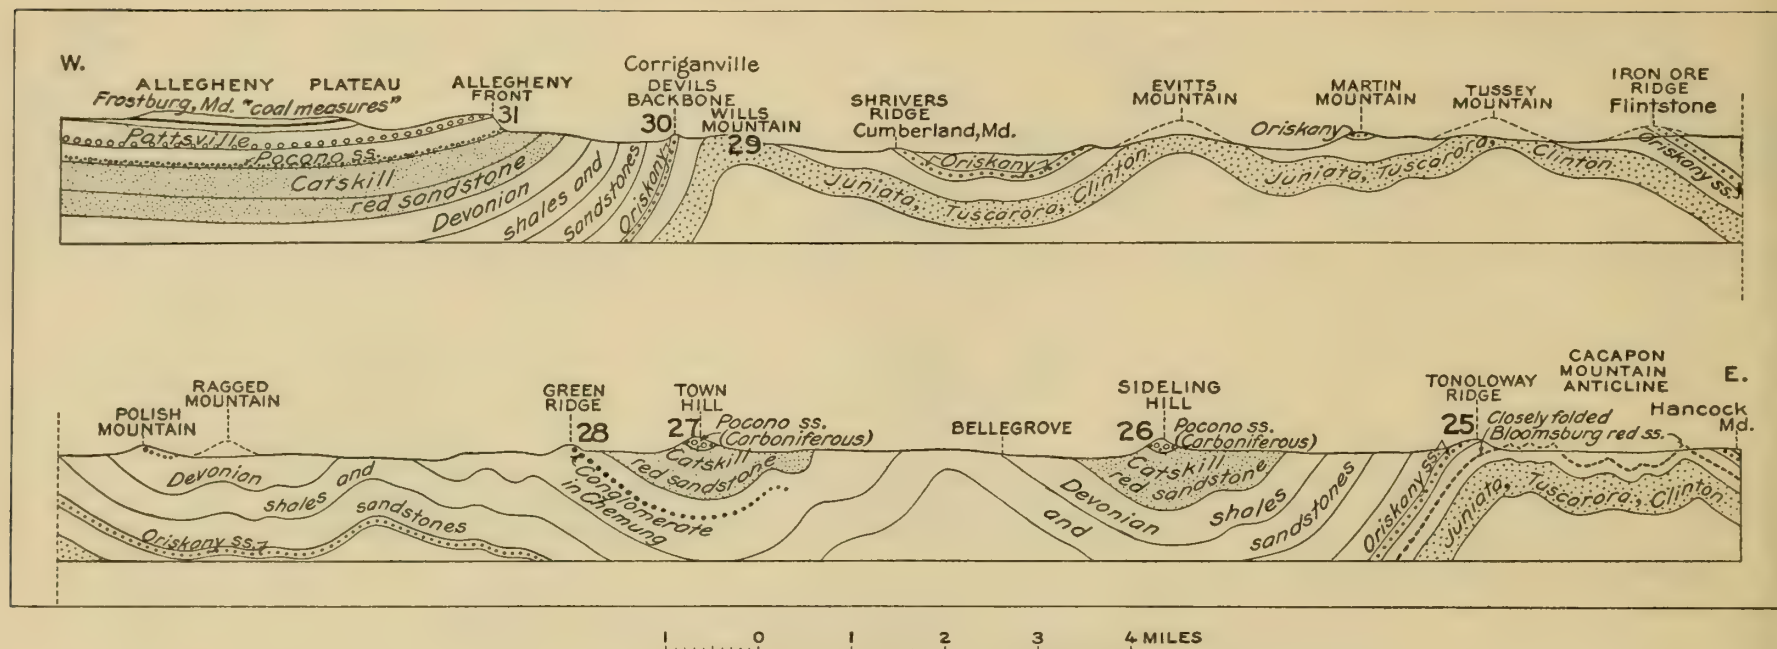 W.
ALLEGHENY PLATEAU
Frostburg, Md. "coal measures"
ALLEGHENY
FRONT
31
Corriganville
DEVILS
BACKBONE
30
WILLS
MOUNTAIN
29
SHRIVERS
RIDGE
Cumberland, Md.
EVITTS
MOUNTAIN
MARTIN
MOUNTAIN
TUSSEY
MOUNTAIN
IRON ORE
RIDGE
Flintstone
Pottsville
Pocono ss.
Catskill
red sandstone
Devonian
shales and
sandstones
Oriskany
Oriskany
Juniata, Tuscarora, Clinton
Oriskany
Juniata, Tuscarora, Clinton
Oriskany ss.
POLISH
MOUNTAIN
RAGGED
MOUNTAIN
GREEN
RIDGE
28
TOWN
HILL
27
Pocono ss.
(Carboniferous)
Catskill
red sandstone
BELLEGROVE
SIDELING
HILL
26
Pocono ss.
(Carboniferous)
Catskill
red sandstone
TONOLOWAY
RIDGE
25
Closely folded
Bloomsburg red ss.
CACAPON
MOUNTAIN
ANTICLINE
E.
Hancock
Md.
Devonian and
shales sandstones
Oriskany ss.
Conglomerate
in Chemung
Devonian shales
and sandstones
Oriskany ss.
Juniata, Tuscarora, Clinton
1 0 1 2 3 4 MILES